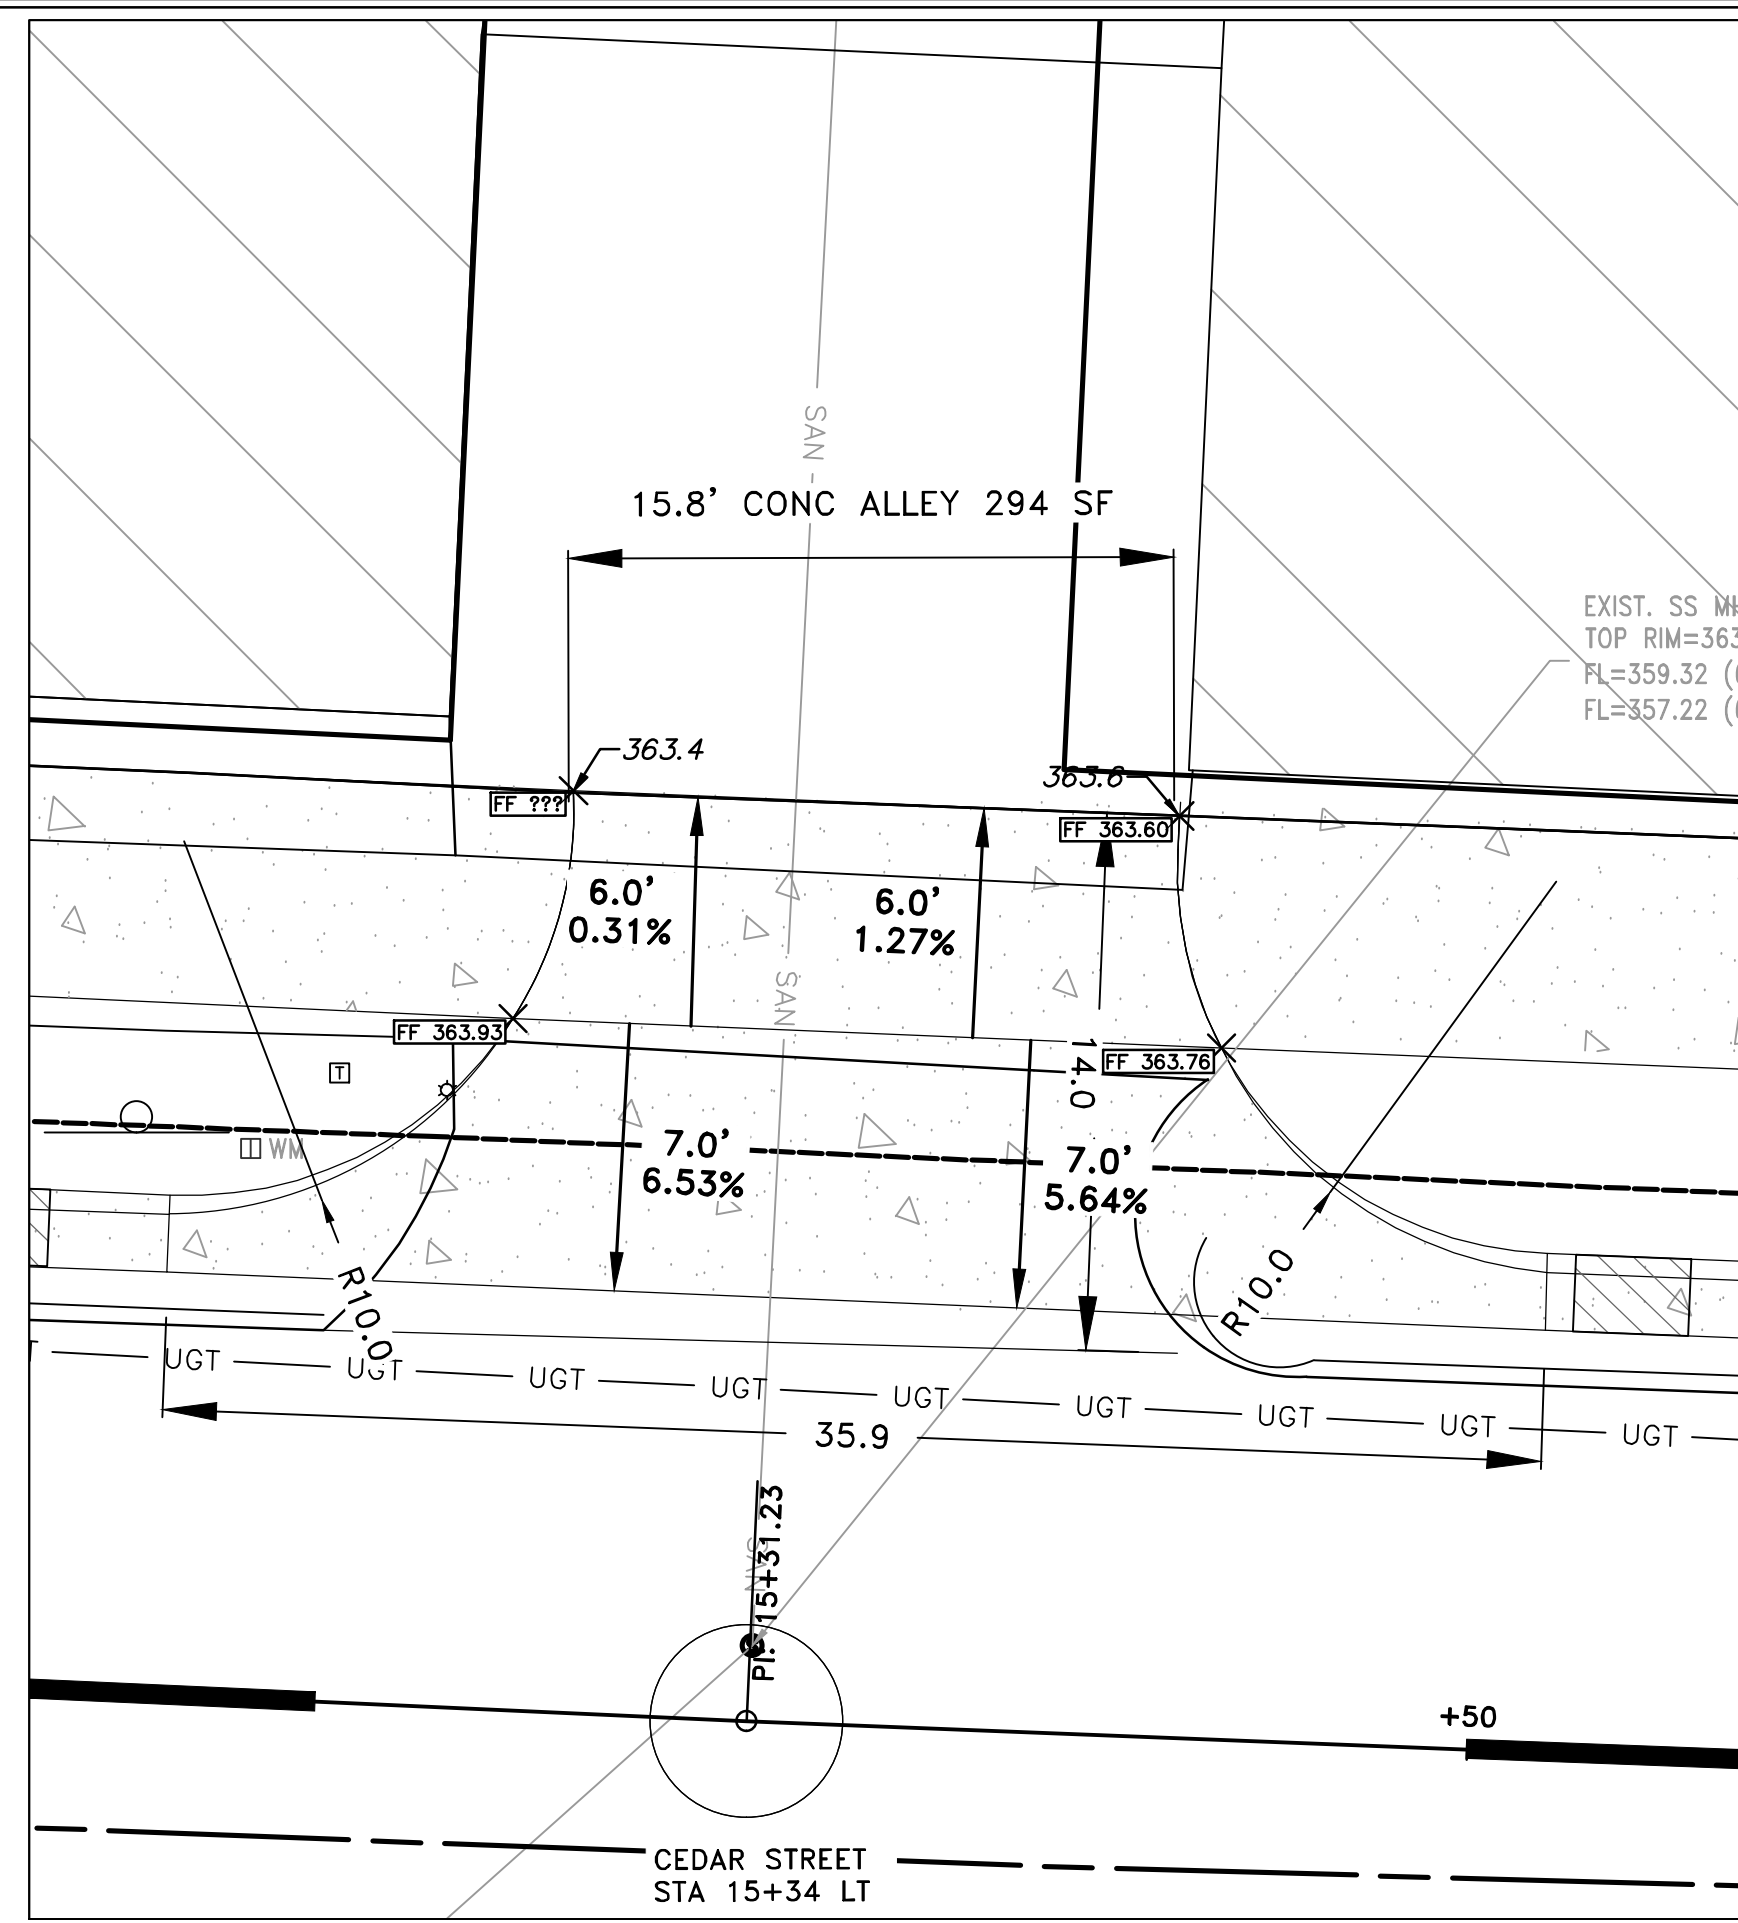 SAN
15.8' CONC ALLEY 294 SF
EXIST. SS
TOP RIM=363
FL=359.32
FL=357.22
363.4
363.6
FF ???
FF 363.60
6.0'
0.31%
6.0'
1.27%
SAN
FF 363.93
FF 363.76
14.0
T
WM
7.0'
6.53%
7.0'
5.64%
R10.0
R10.0
UGT
UGT
UGT
UGT
UGT
UGT
UGT
UGT
UGT
35.9
SAN
PI: 15+31.23
+50
CEDAR STREET
STA 15+34 LT